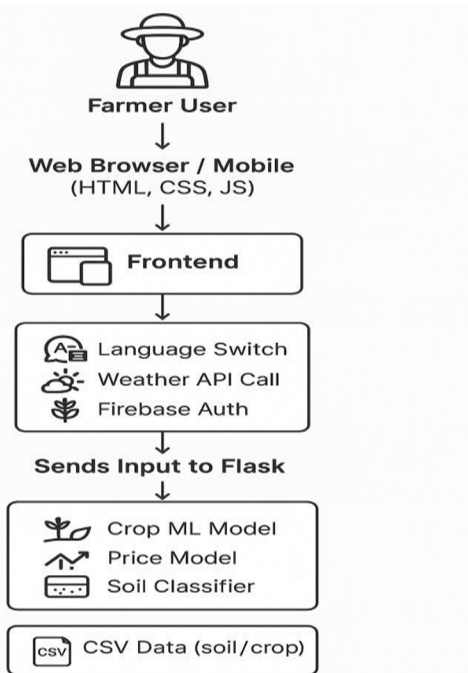 Farmer User
Web Browser / Mobile
(HTML, CSS, JS)
Frontend
A
Language Switch
Weather API Call
Firebase Auth
Sends Input to Flask
Crop ML Model
Price Model
Soil Classifier
CSV
CSV Data (soil/crop)